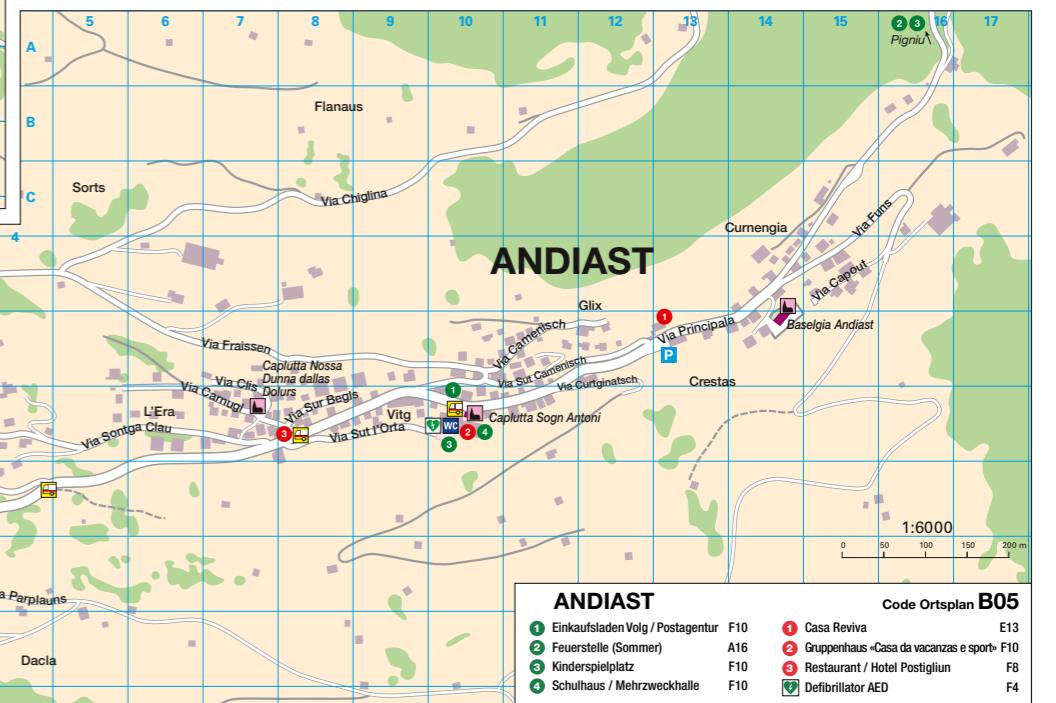 5 6 7 8 9 10 11 12 13 14 15 16 17
2 3
Pigniu
A
B
C
4
Flanaus
Sorts
Via Chiglina
Curnengia
Via Funs
ANDIAST
Via Capout
Glix
1
Via Principala
Baselgia Andiast
P
Via Camenisch
Via Fraissen
Via Sut Camenisch
Via Curtginatsch
Crestas
Caplutta Nossa
Dunna dallas
Dolurs
Via Clis
Via Carnugl
Via Sur Begls
L'Era
Vitg
1
Caplutta Sogn Antoni
Via Sontga Clau
3
Via Sut l'Orta
WC
2 4
3
1:6000
0 50 100 150 200 m
a Parplauns
Dacla
ANDIAST
Code Ortsplan B05
1 Einkaufsladen Volg / Postagentur F10
2 Feuerstelle (Sommer) A16
3 Kinderspielplatz F10
4 Schulhaus / Mehrzweckhalle F10
1 Casa Reviva E13
2 Gruppenhaus «Casa da vacanzas e sport» F10
3 Restaurant / Hotel Postigliun F8
Defibrillator AED F4